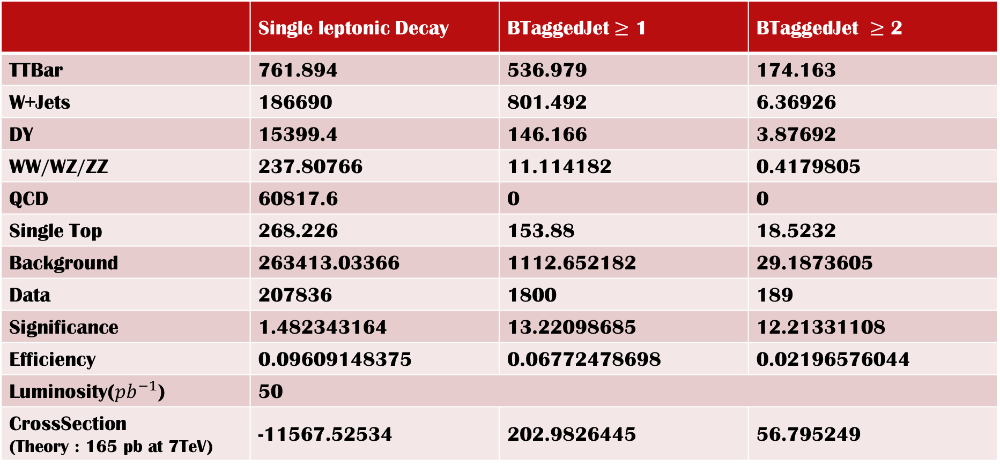 Single leptonic Decay BTaggedJet ≥ 1 BTaggedJet ≥ 2
TTBar 761.894 536.979 174.163
W+Jets 186690 801.492 6.36926
DY 15399.4 146.166 3.87692
WW/WZ/ZZ 237.80766 11.114182 0.4179805
QCD 60817.6 0 0
Single Top 268.226 153.88 18.5232
Background 263413.03366 1112.652182 29.1873605
Data 207836 1800 189
Significance 1.482343164 13.22098685 12.21331108
Efficiency 0.09609148375 0.06772478698 0.02196576044
Luminosity(pb⁻¹) 50
CrossSection
(Theory : 165 pb at 7TeV) -11567.52534 202.9826445 56.795249